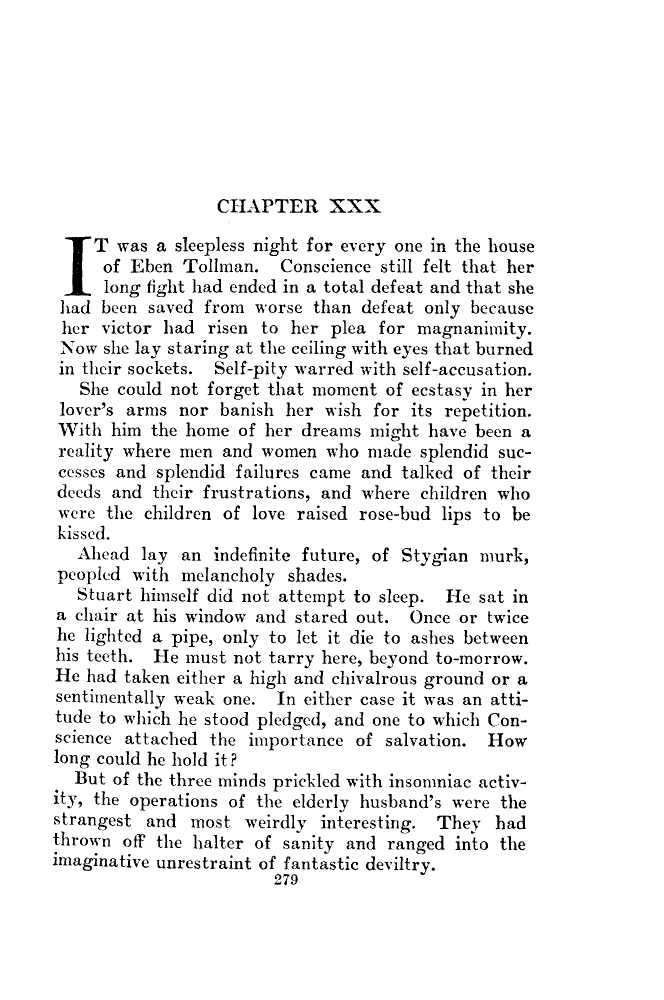 CHAPTER XXX
IT was a sleepless night for every one in the house
of Eben Tollman. Conscience still felt that her
long fight had ended in a total defeat and that she
had been saved from worse than defeat only because
her victor had risen to her plea for magnanimity.
Now she lay staring at the ceiling with eyes that burned
in their sockets. Self-pity warred with self-accusation.
She could not forget that moment of ecstasy in her
lover's arms nor banish her wish for its repetition.
With him the home of her dreams might have been a
reality where men and women who made splendid suc-
cesses and splendid failures came and talked of their
deeds and their frustrations, and where children who
were the children of love raised rose-bud lips to be
kissed.
Ahead lay an indefinite future, of Stygian murk,
peopled with melancholy shades.
Stuart himself did not attempt to sleep. He sat in
a chair at his window and stared out. Once or twice
he lighted a pipe, only to let it die to ashes between
his teeth. He must not tarry here, beyond to-morrow.
He had taken either a high and chivalrous ground or a
sentimentally weak one. In either case it was an atti-
tude to which he stood pledged, and one to which Con-
science attached the importance of salvation. How
long could he hold it?
But of the three minds prickled with insomniac activ-
ity, the operations of the elderly husband's were the
strangest and most weirdly interesting. They had
thrown off the halter of sanity and ranged into the
imaginative unrestraint of fantastic deviltry.
279